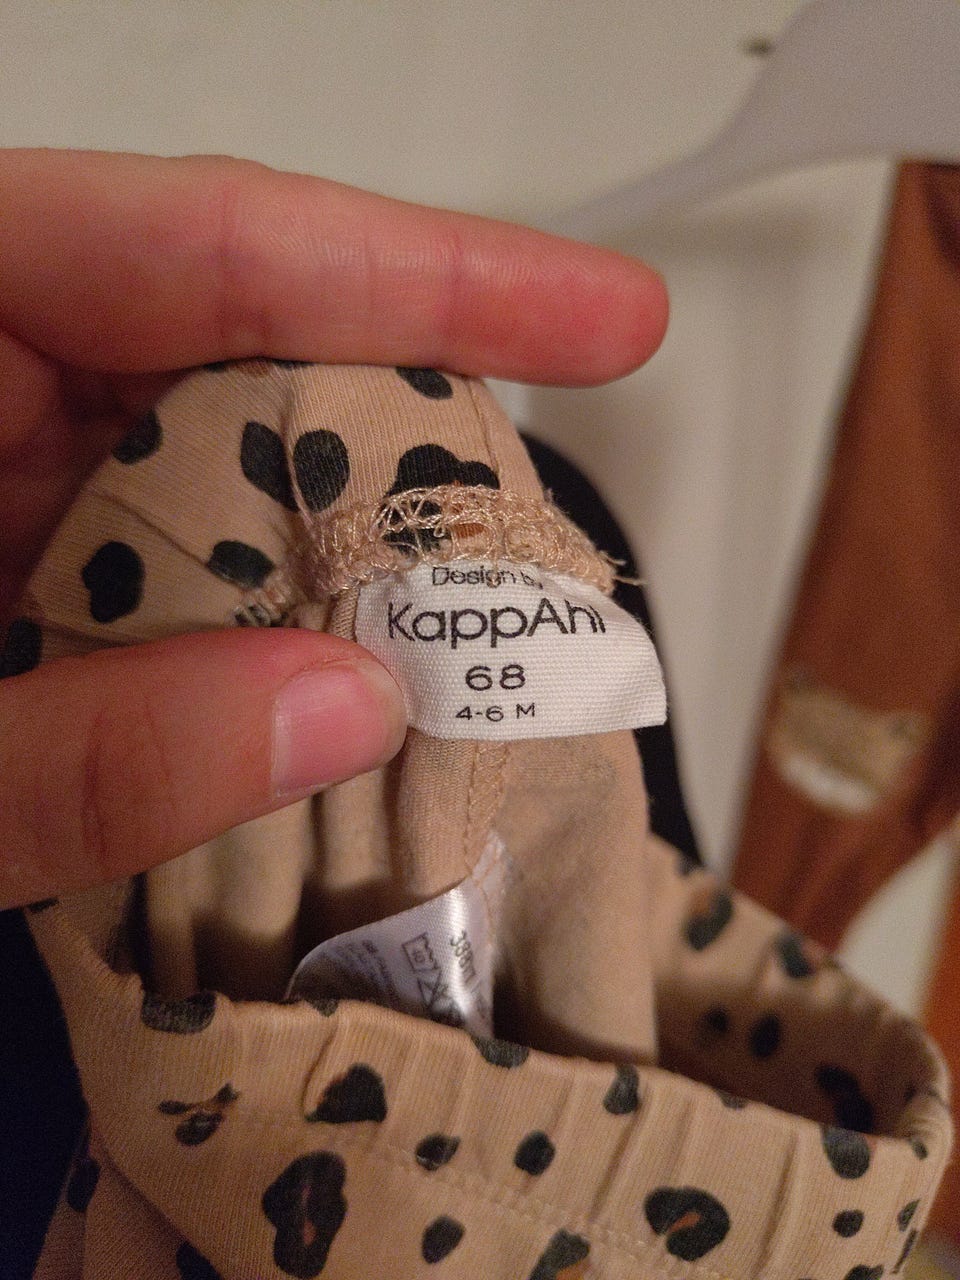 Design by
KappAhl
68
4-6 M